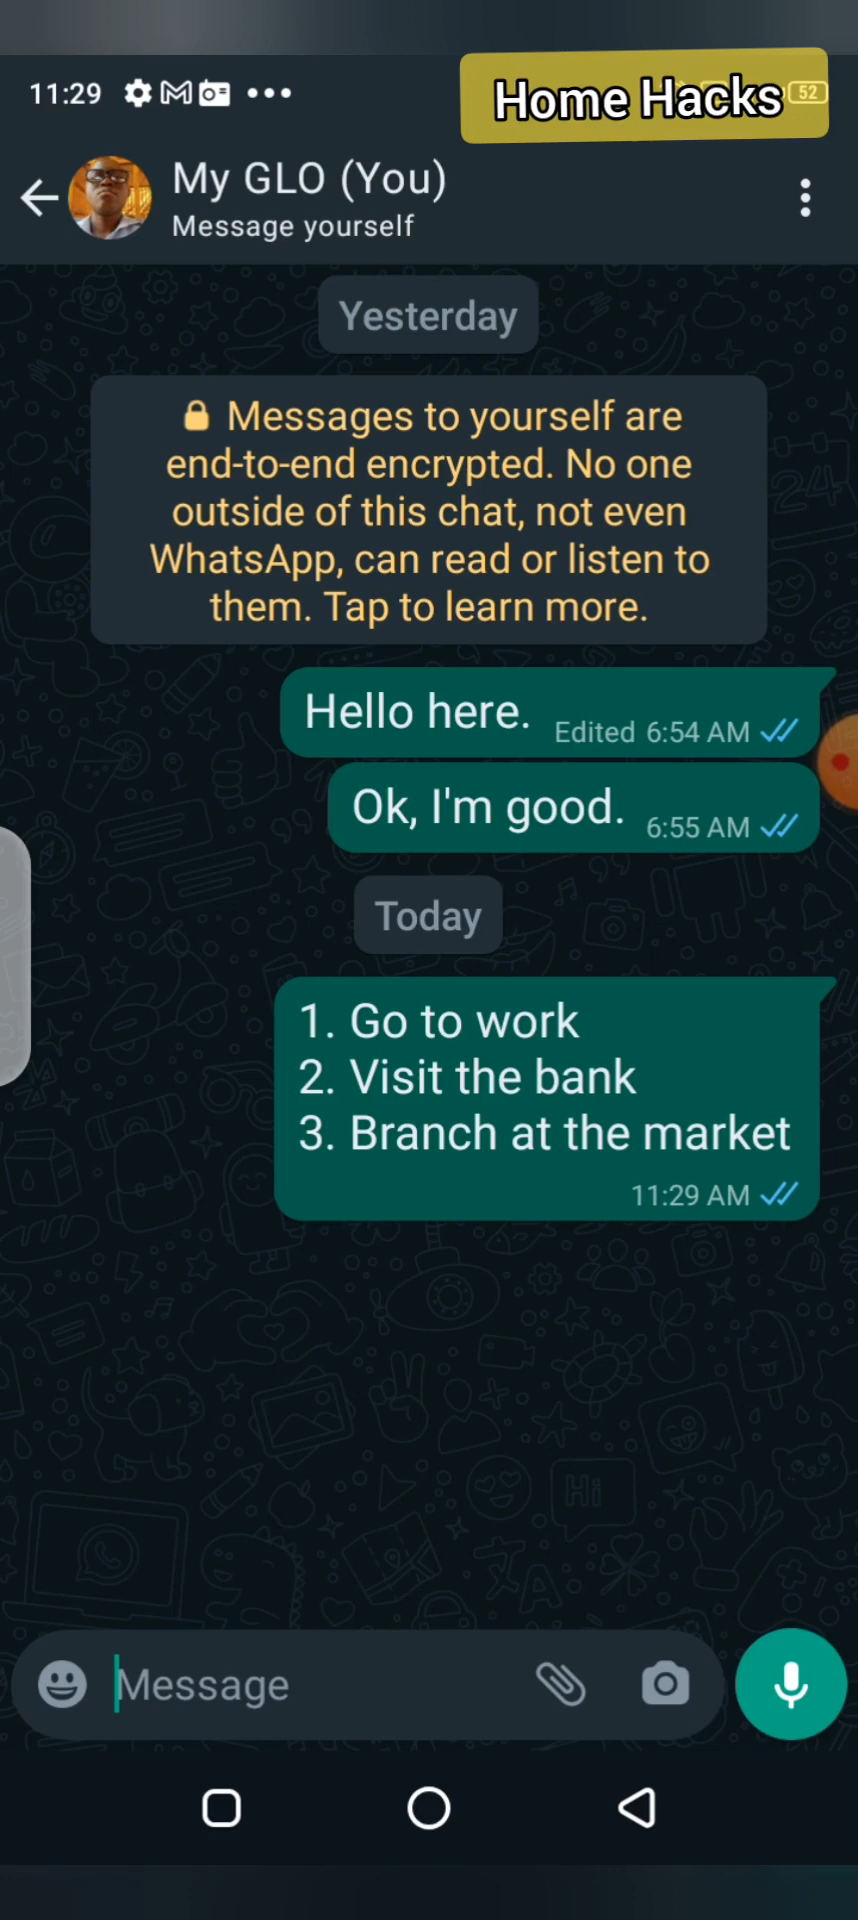 11:29
Home Hacks
52
My GLO (You)
Message yourself
Yesterday
Messages to yourself are
end-to-end encrypted. No one
outside of this chat, not even
WhatsApp, can read or listen to
them. Tap to learn more.
Hello here.
Edited 6:54 AM
Ok, I'm good.
6:55 AM
Today
1. Go to work
2. Visit the bank
3. Branch at the market
11:29 AM
Message